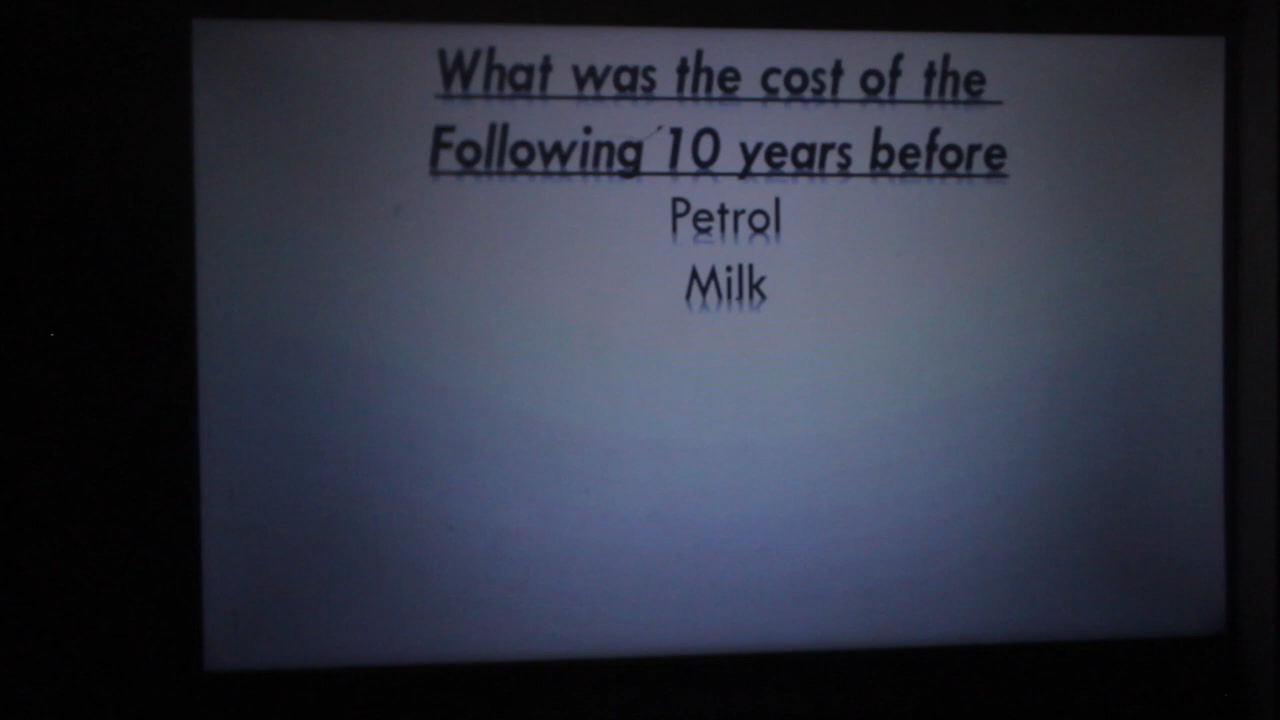 What was the cost of the
Following 10 years before
Petrol
Milk